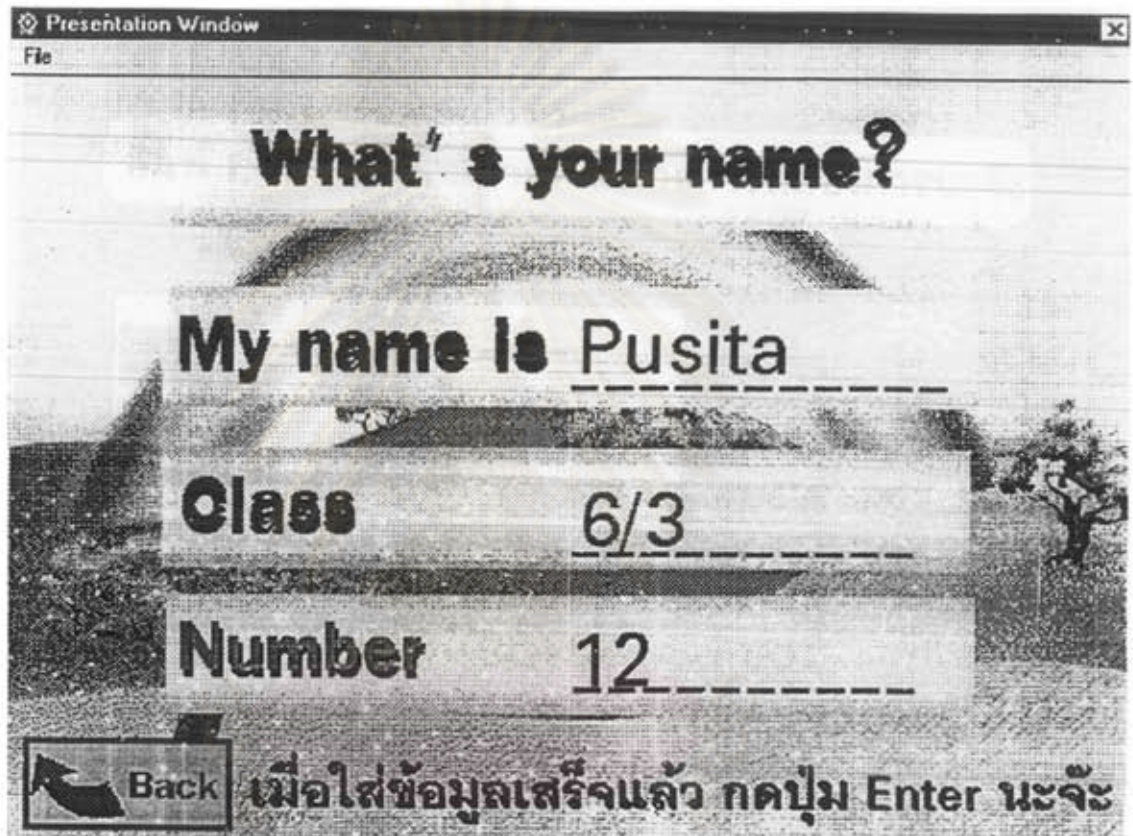 Presentation Window
File
What's your name?
My name is Pusita
Class 6/3
Number 12
Back
เมื่อใส่ข้อมูลเสร็จแล้ว กดปุ่ม Enter นะจ๊ะ